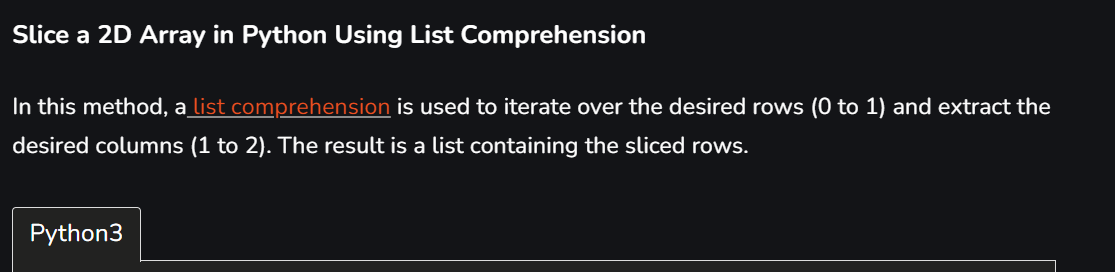 Slice a 2D Array in Python Using List Comprehension
In this method, a list comprehension is used to iterate over the desired rows (0 to 1) and extract the
desired columns (1 to 2). The result is a list containing the sliced rows.
Python3